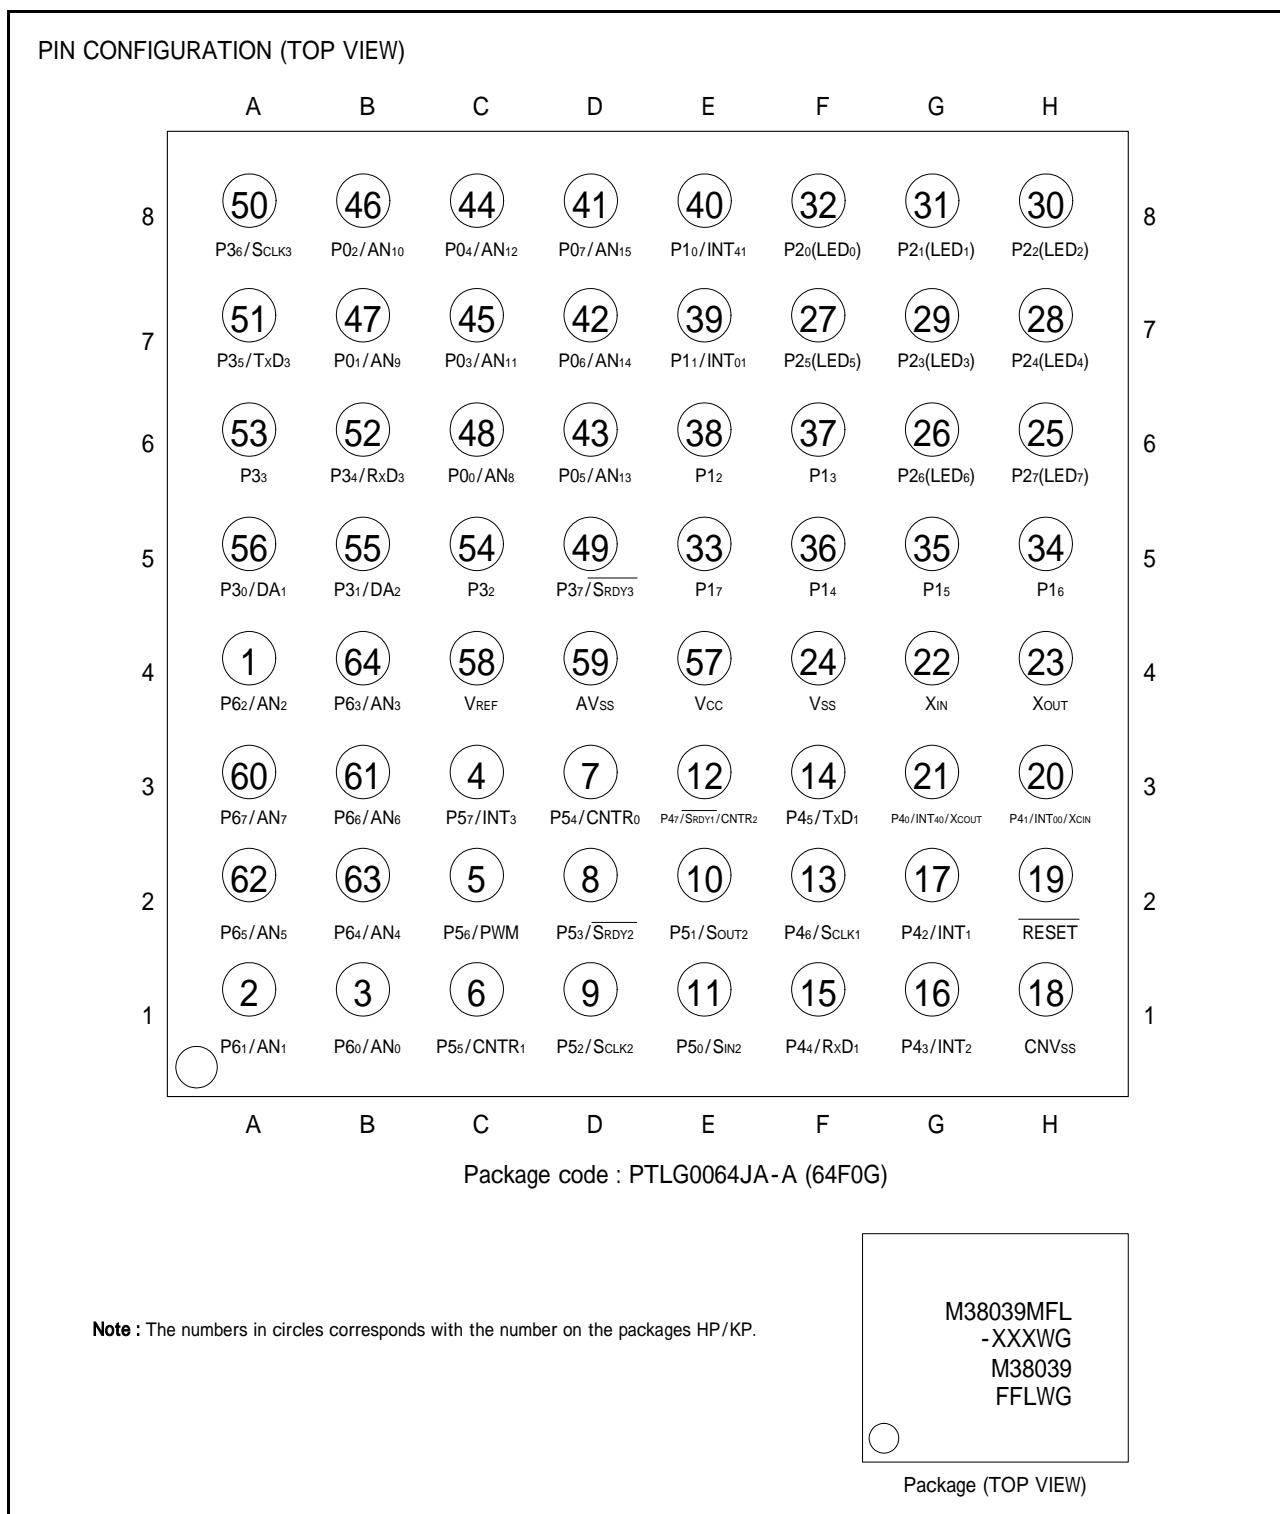 PIN CONFIGURATION (TOP VIEW)
A B C D E F G H
50 46 44 41 40 32 31 30
8 8
P36/SCLK3 P02/AN10 P04/AN12 P07/AN15 P10/INT41 P20(LED0) P21(LED1) P22(LED2)
51 47 45 42 39 27 29 28
7 7
P35/TxD3 P01/AN9 P03/AN11 P06/AN14 P11/INT01 P25(LED5) P23(LED3) P24(LED4)
53 52 48 43 38 37 26 25
6 6
P33 P34/RxD3 P00/AN8 P05/AN13 P12 P13 P26(LED6) P27(LED7)
56 55 54 49 33 36 35 34
5 5
P30/DA1 P31/DA2 P32 P37/SRDY3 P17 P14 P15 P16
1 64 58 59 57 24 22 23
4 4
P62/AN2 P63/AN3 VREF AVSS VCC VSS XIN XOUT
60 61 4 7 12 14 21 20
3 3
P67/AN7 P66/AN6 P57/INT3 P54/CNTR0 P47/SRDY1/CNTR2 P45/TxD1 P40/INT40/XCOUT P41/INT00/XCIN
62 63 5 8 10 13 17 19
2 2
P65/AN5 P64/AN4 P56/PWM P53/SRDY2 P51/SOUT2 P46/SCLK1 P42/INT1 RESET
2 3 6 9 11 15 16 18
1 1
P61/AN1 P60/AN0 P55/CNTR1 P52/SCLK2 P50/SIN2 P44/RxD1 P43/INT2 CNVSS
A B C D E F G H
Package code : PTLG0064JA-A (64F0G)
Note : The numbers in circles corresponds with the number on the packages HP/KP.
M38039MFL
-XXXWG
M38039
FFLWG
Package (TOP VIEW)